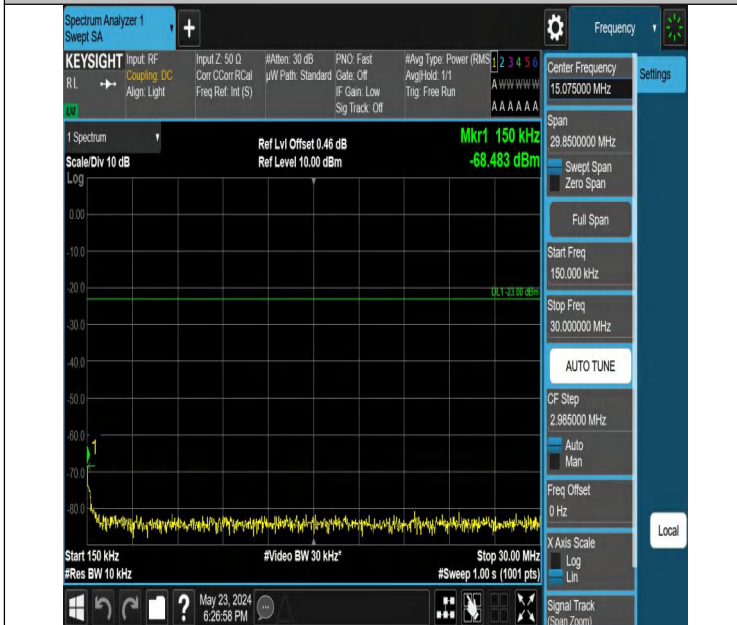 Spectrum Analyzer 1
Swept SA
+
Frequency
KEYSIGHT
RL
LNI
Input: RF
Coupling: DC
Align: Light
Input Z: 50 Ω
Corr CCorr RCal
Freq Ref: Int (S)
#Atten: 30 dB
µW Path: Standard
PNO: Fast
Gate: Off
IF Gain: Low
Sig Track: Off
#Avg Type: Power (RMS
Avg|Hold: 1/1
Trig: Free Run
1 2 3 4 5 6
A W W W W W
A A A A A A
1 Spectrum
Scale/Div 10 dB
Log
Ref Lvl Offset 0.46 dB
Ref Level 10.00 dBm
Mkr1 150 kHz
-68.483 dBm
0.00
-10.0
-20.0
-30.0
-40.0
-60.0
-70.0
-80.0
DL1 -23.00 dBm
1
Start 150 kHz
#Res BW 10 kHz
#Video BW 30 kHz*
Stop 30.00 MHz
#Sweep 1.00 s (1001 pts)
?
May 23, 2024
6:26:58 PM
Center Frequency
15.075000 MHz
Settings
Span
29.8500000 MHz
Swept Span
Zero Span
Full Span
Start Freq
150.000 kHz
Stop Freq
30.000000 MHz
AUTO TUNE
CF Step
2.985000 MHz
Auto
Man
Freq Offset
0 Hz
X Axis Scale
Log
Lin
Local
Signal Track
(Span Zoom)